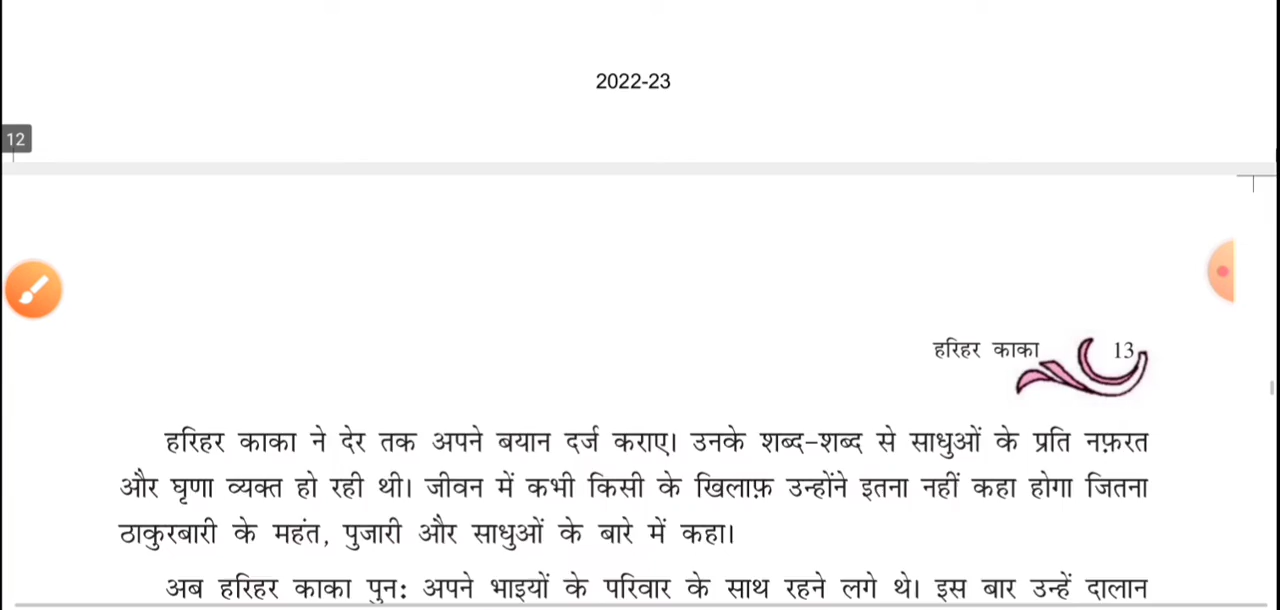 2022-23
12
हरिहर काका 13
हरिहर काका ने देर तक अपने बयान दर्ज कराए। उनके शब्द-शब्द से साधुओं के प्रति नफ़रत
और घृणा व्यक्त हो रही थी। जीवन में कभी किसी के खिलाफ़ उन्होंने इतना नहीं कहा होगा जितना
ठाकुरबारी के महंत, पुजारी और साधुओं के बारे में कहा।
अब हरिहर काका पुन: अपने भाइयों के परिवार के साथ रहने लगे थे। इस बार उन्हें दालान